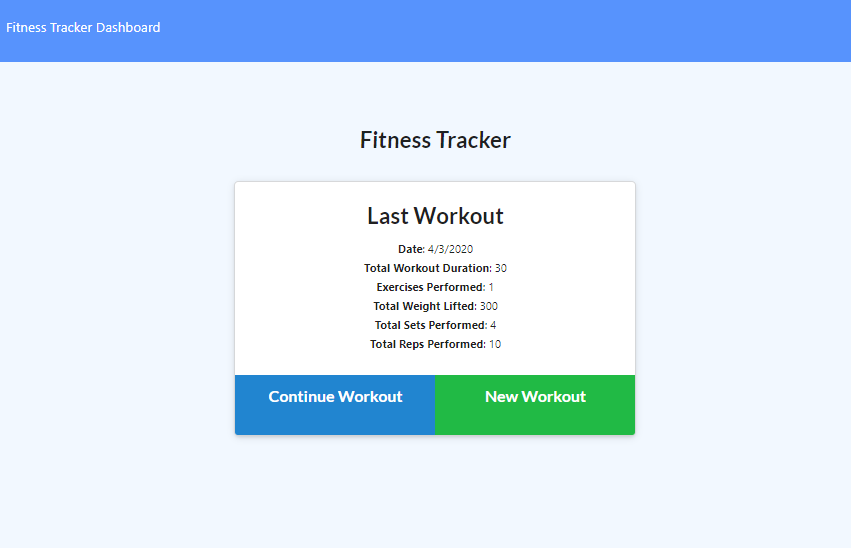 Fitness Tracker Dashboard
Fitness Tracker
Last Workout
Date: 4/3/2020
Total Workout Duration: 30
Exercises Performed: 1
Total Weight Lifted: 300
Total Sets Performed: 4
Total Reps Performed: 10
Continue Workout New Workout